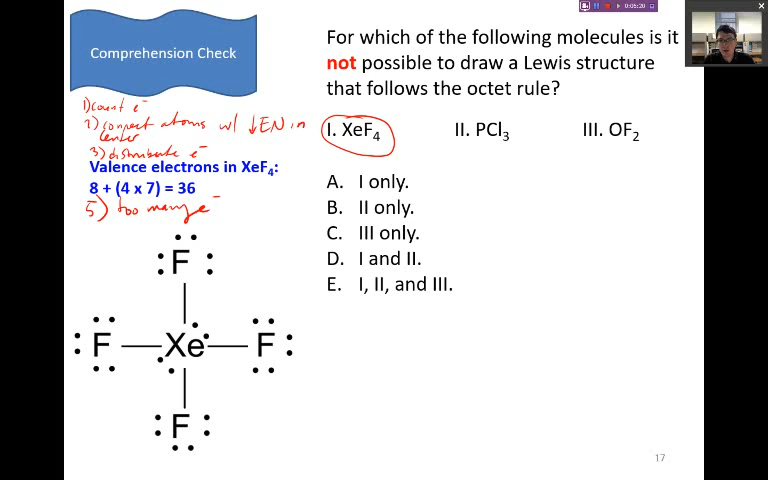 00:05:20
Comprehension Check
1) count e-
2) connect atoms w/ ↓EN in
center
3) distribute e-
Valence electrons in XeF4:
8 + (4 x 7) = 36
5) too many e-
For which of the following molecules is it
not possible to draw a Lewis structure
that follows the octet rule?
I. XeF4 II. PCl3 III. OF2
A. I only.
B. II only.
C. III only.
D. I and II.
E. I, II, and III.
F
F Xe F
F
17